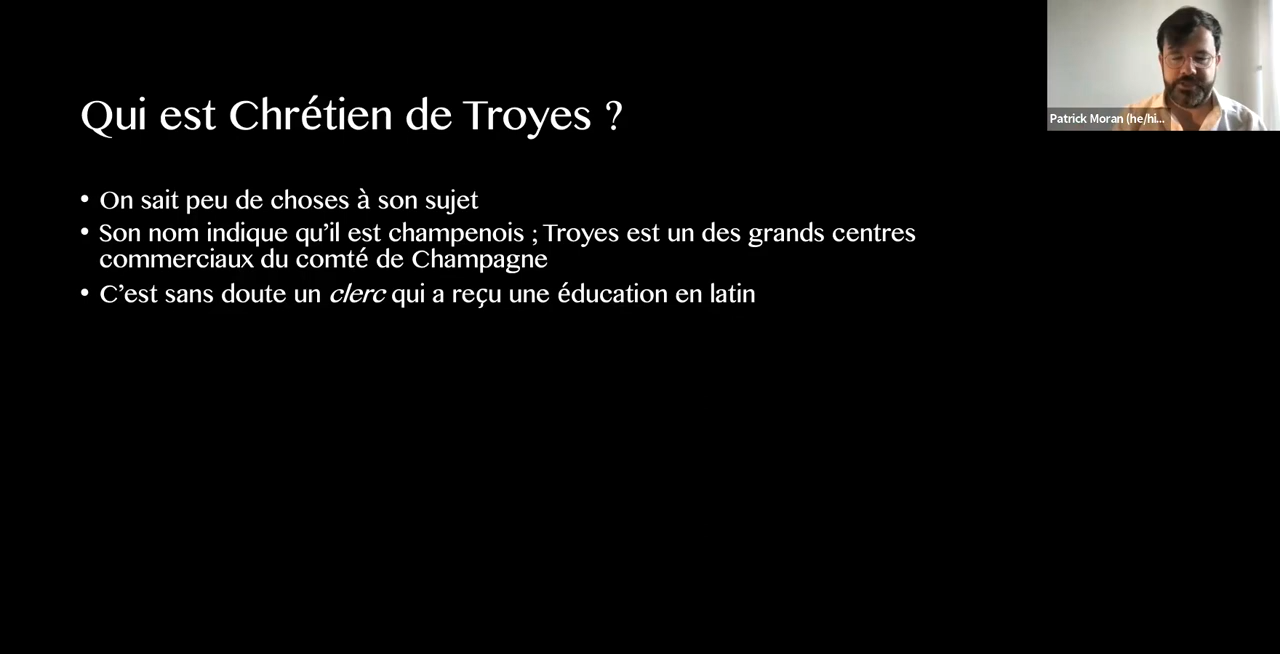 Qui est Chrétien de Troyes ?
Patrick Moran (he/hi...
• On sait peu de choses à son sujet
• Son nom indique qu’il est champenois ; Troyes est un des grands centres
commerciaux du comté de Champagne
• C’est sans doute un clerc qui a reçu une éducation en latin